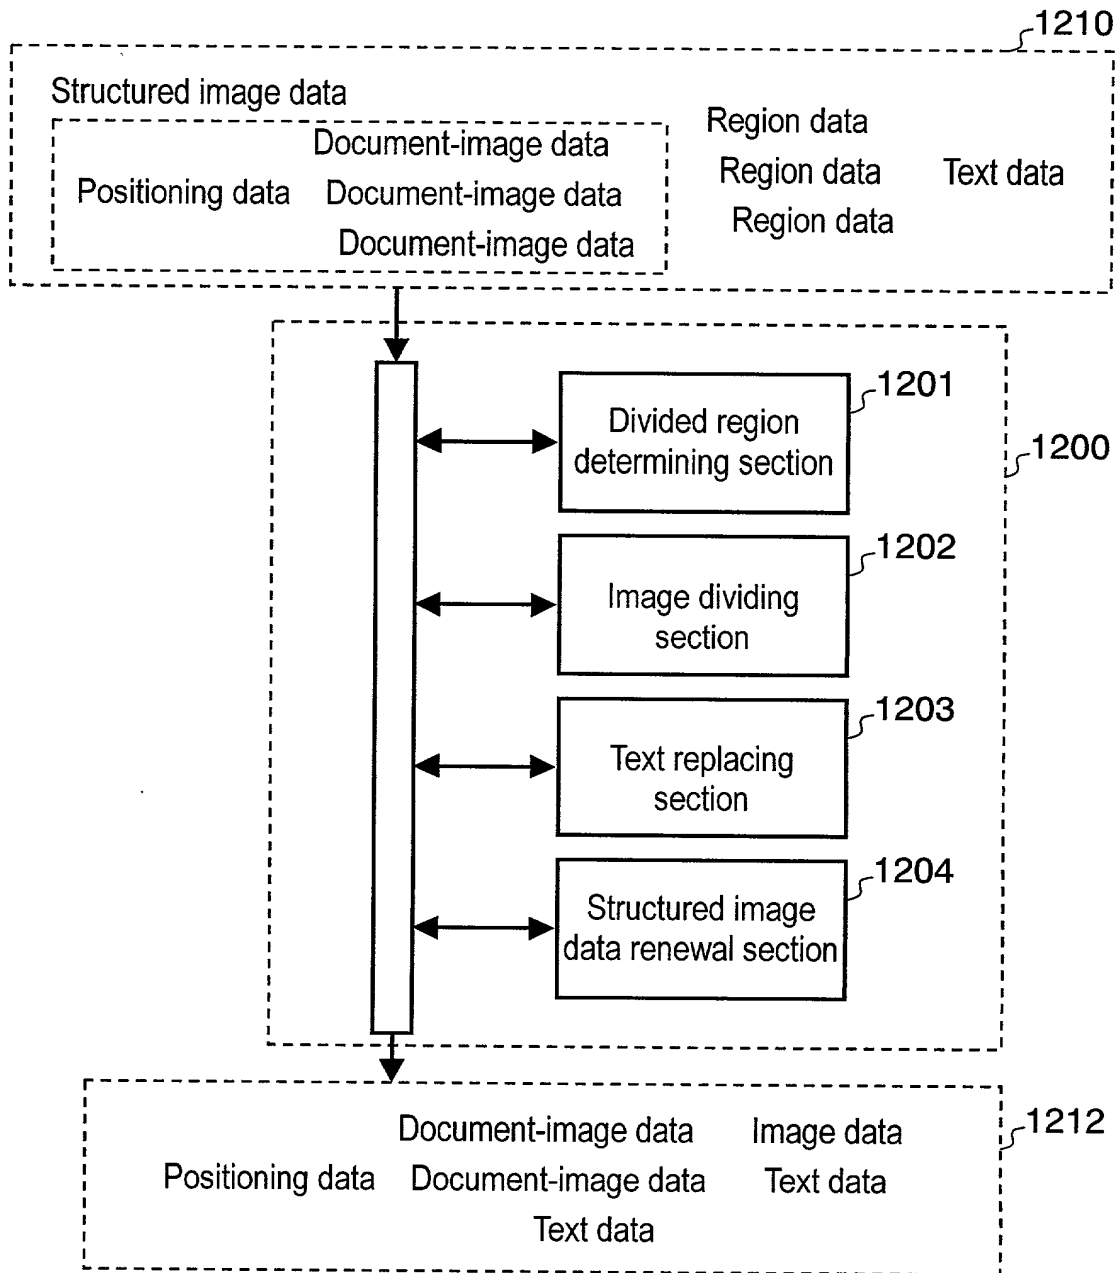 1210
Structured image data
Document-image data
Positioning data Document-image data
Document-image data
Region data
Region data Text data
Region data
1201
Divided region
determining section
1200
1202
Image dividing
section
1203
Text replacing
section
1204
Structured image
data renewal section
1212
Document-image data Image data
Positioning data Document-image data Text data
Text data